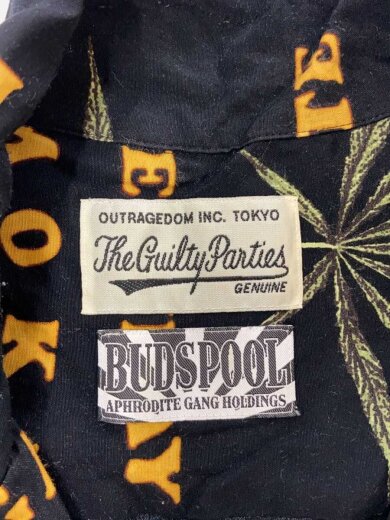 OUTRAGEDOM INC. TOKYO
The Guilty Parties
GENUINE
BUDSPOOL
APHRODITE GANG HOLDINGS